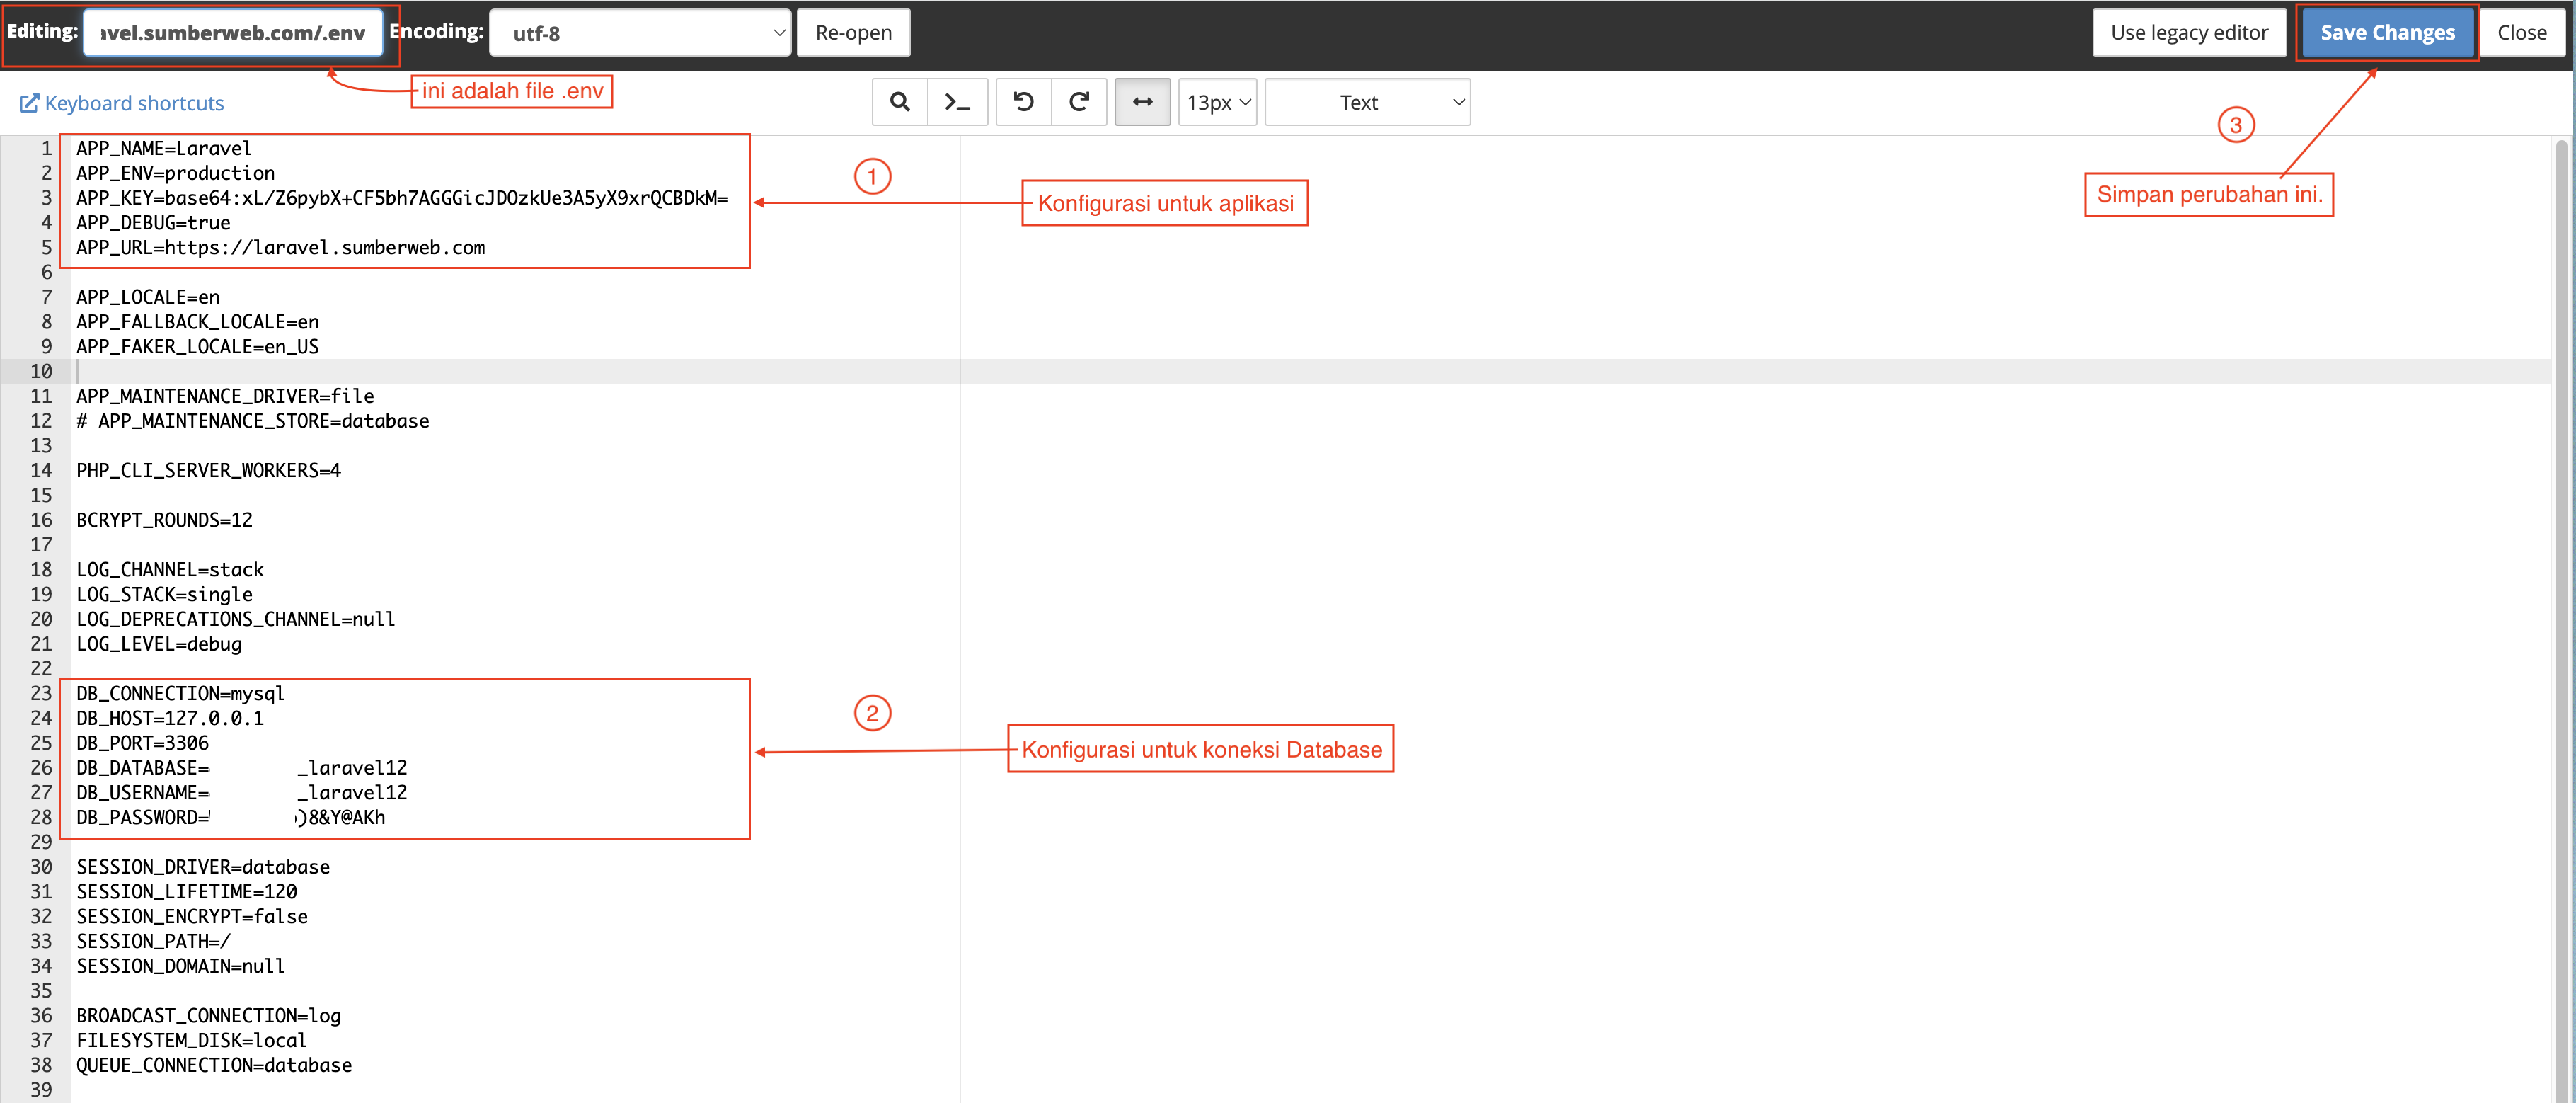 Editing: avel.sumberweb.com/.env Encoding: utf-8 Re-open Use legacy editor Save Changes Close
ini adalah file .env
Keyboard shortcuts
13px Text
3
Simpan perubahan ini.
1 APP_NAME=Laravel
2 APP_ENV=production
3 APP_KEY=base64:xL/Z6pybX+CF5bh7AGGGicJDOzkUe3A5yX9xrQCBDkM=
4 APP_DEBUG=true
5 APP_URL=https://laravel.sumberweb.com
1
Konfigurasi untuk aplikasi
6
7 APP_LOCALE=en
8 APP_FALLBACK_LOCALE=en
9 APP_FAKER_LOCALE=en_US
10
11 APP_MAINTENANCE_DRIVER=file
12 # APP_MAINTENANCE_STORE=database
13
14 PHP_CLI_SERVER_WORKERS=4
15
16 BCRYPT_ROUNDS=12
17
18 LOG_CHANNEL=stack
19 LOG_STACK=single
20 LOG_DEPRECATIONS_CHANNEL=null
21 LOG_LEVEL=debug
22
23 DB_CONNECTION=mysql
24 DB_HOST=127.0.0.1
25 DB_PORT=3306
26 DB_DATABASE= _laravel12
27 DB_USERNAME= _laravel12
28 DB_PASSWORD= )8&Y@AKh
2
Konfigurasi untuk koneksi Database
29
30 SESSION_DRIVER=database
31 SESSION_LIFETIME=120
32 SESSION_ENCRYPT=false
33 SESSION_PATH=/
34 SESSION_DOMAIN=null
35
36 BROADCAST_CONNECTION=log
37 FILESYSTEM_DISK=local
38 QUEUE_CONNECTION=database
39